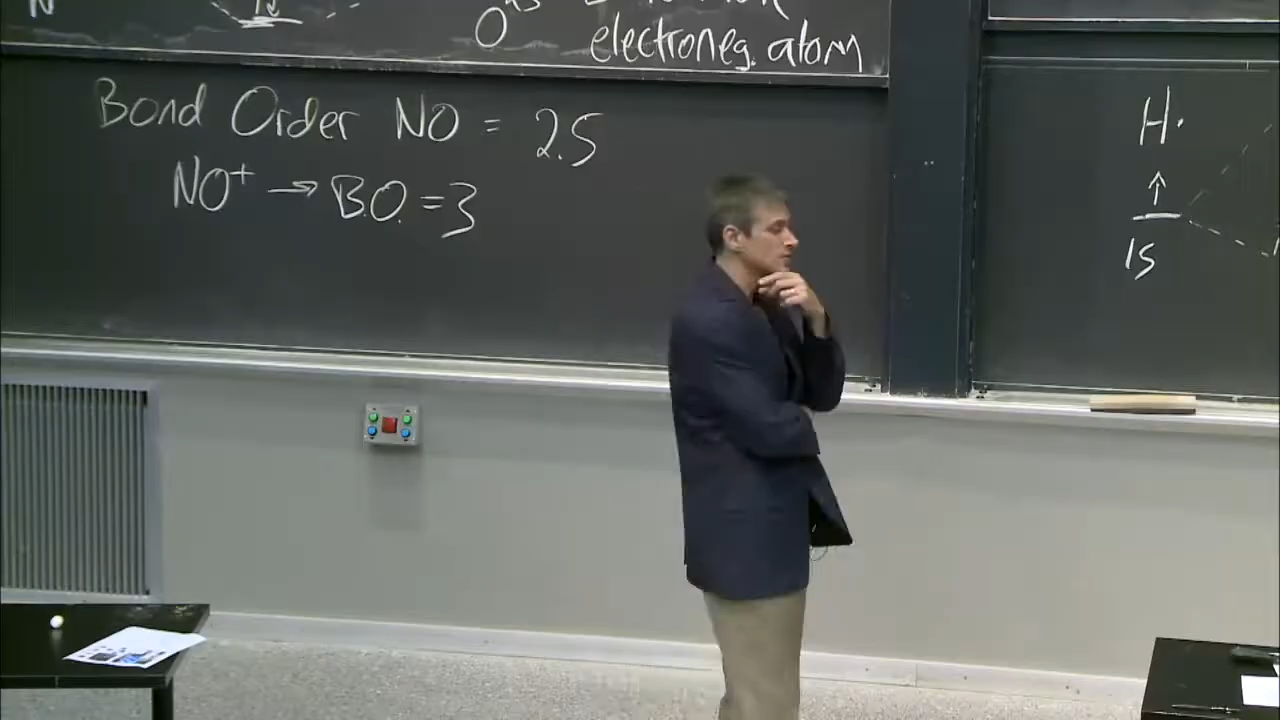 N
O
electroneg. atom
Bond Order NO = 2.5
NO⁺ → B.O. = 3
H·
↑
1s